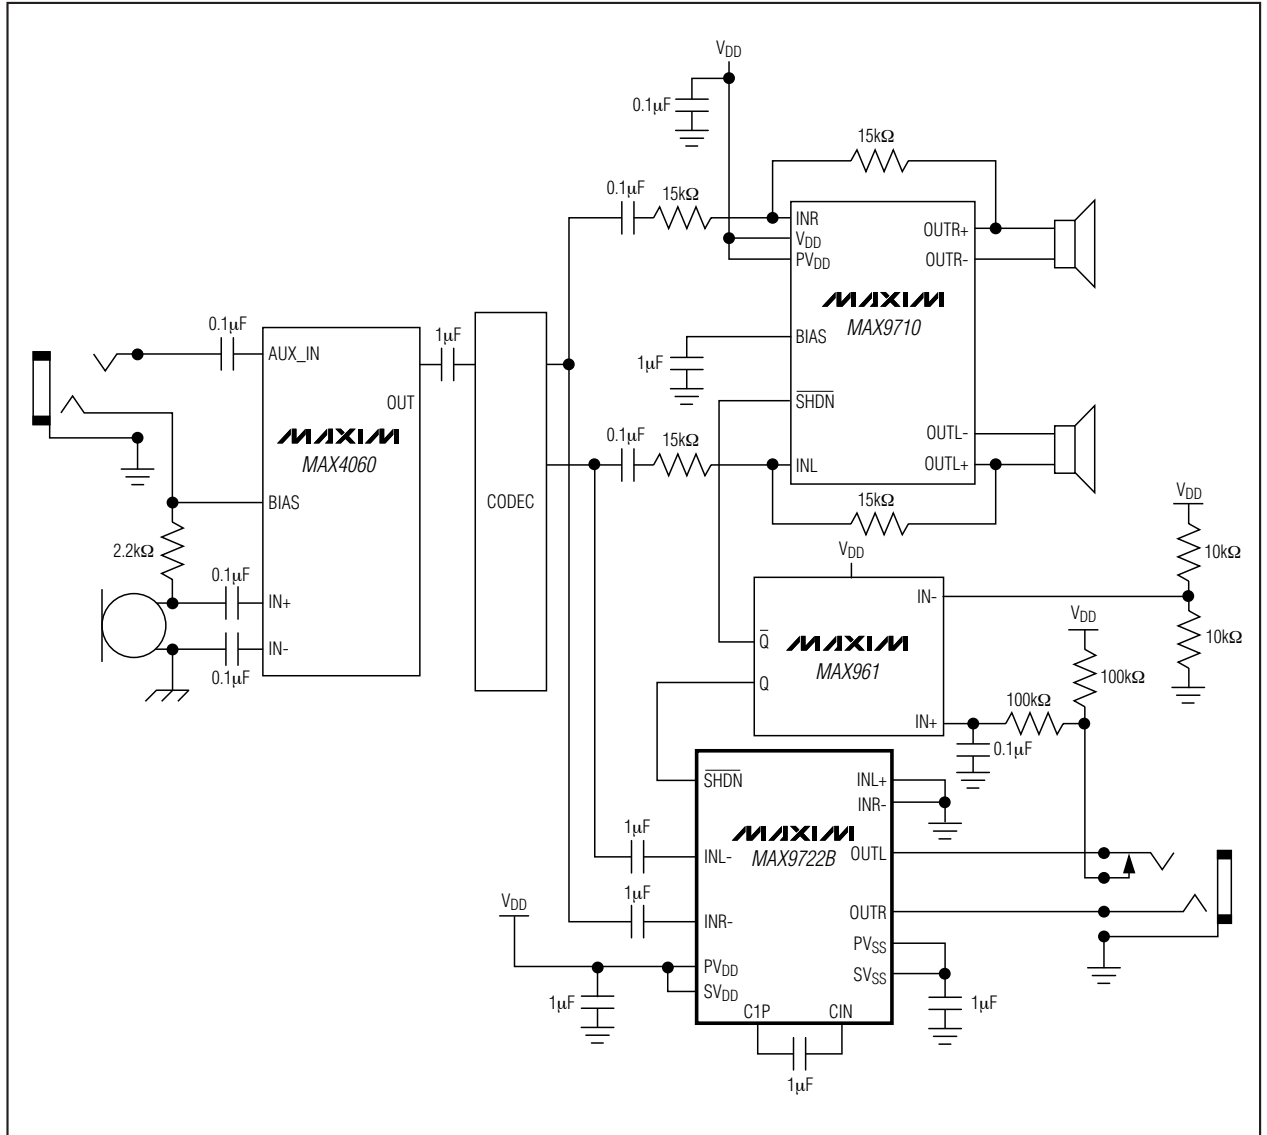 VDD
0.1µF
15kΩ
0.1µF
15kΩ
INR
VDD
PVDD
OUTR+
OUTR-
MAXIM
MAX9710
BIAS
1µF
SHDN
OUTL-
OUTL+
INL
0.1µF
15kΩ
15kΩ
0.1µF
AUX_IN
OUT
MAXIM
MAX4060
BIAS
2.2kΩ
0.1µF
IN+
IN-
0.1µF
1µF
CODEC
VDD
10kΩ
10kΩ
VDD
IN-
Q̅
MAXIM
MAX961
Q
IN+
VDD
100kΩ
100kΩ
0.1µF
SHDN
INL+
INR-
MAXIM
MAX9722B
1µF
INL-
OUTL
1µF
INR-
OUTR
VDD
PVDD
SVDD
PVSS
SVSS
1µF
1µF
C1P
CIN
1µF